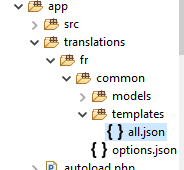 app
src
translations
fr
common
models
templates
{ } all.json
{ } options.json
autoload.php